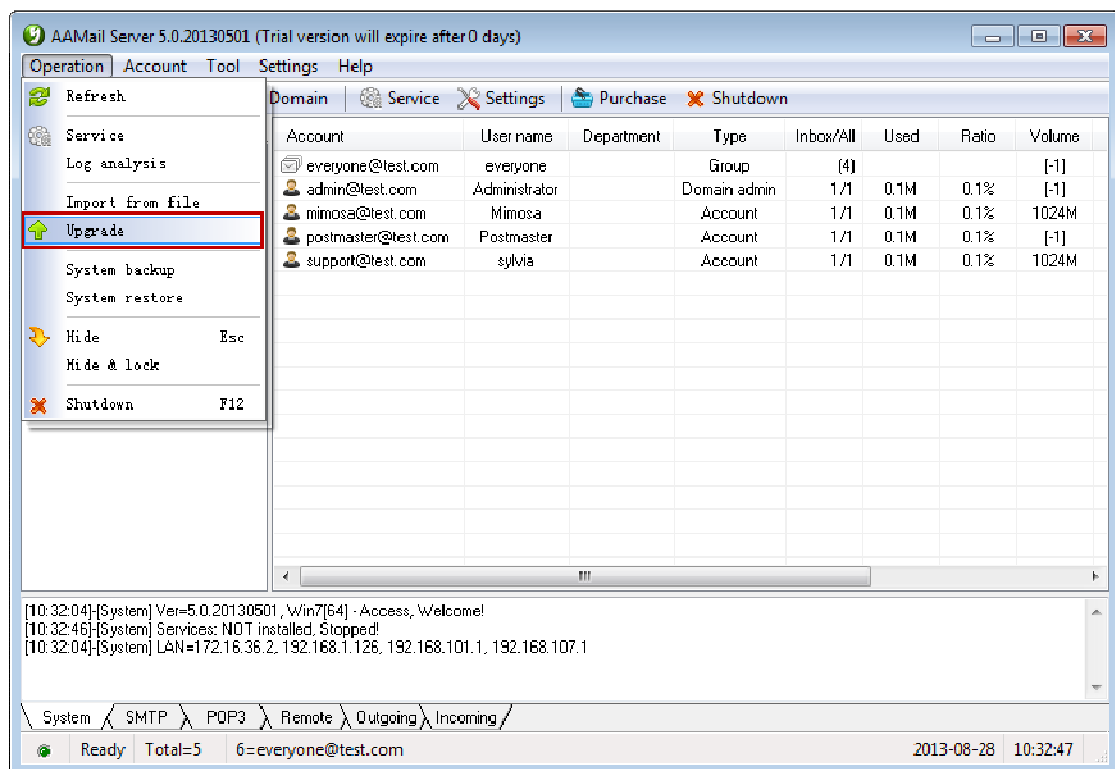 AAMail Server 5.0.20130501 (Trial version will expire after 0 days)
Operation Account Tool Settings Help
Domain Service Settings Purchase Shutdown
Refresh
Service
Log analysis
Import from file
Upgrade
System backup
System restore
Hide Esc
Hide & lock
Shutdown F12
Account User name Department Type Inbox/All Used Ratio Volume
everyone@test.com everyone Group [4] [-1]
admin@test.com Administrator Domain admin 1/1 0.1M 0.1% [-1]
mimosa@test.com Mimosa Account 1/1 0.1M 0.1% 1024M
postmaster@test.com Postmaster Account 1/1 0.1M 0.1% [-1]
support@test.com sylvia Account 1/1 0.1M 0.1% 1024M
[10:32:04]-[System] Ver=5.0.20130501, Win7[64] - Access, Welcome!
[10:32:46]-[System] Services: NOT installed, Stopped!
[10:32:04]-[System] LAN=172.16.36.2, 192.168.1.126, 192.168.101.1, 192.168.107.1
System SMTP POP3 Remote Outgoing Incoming
Ready Total=5 6=everyone@test.com 2013-08-28 10:32:47